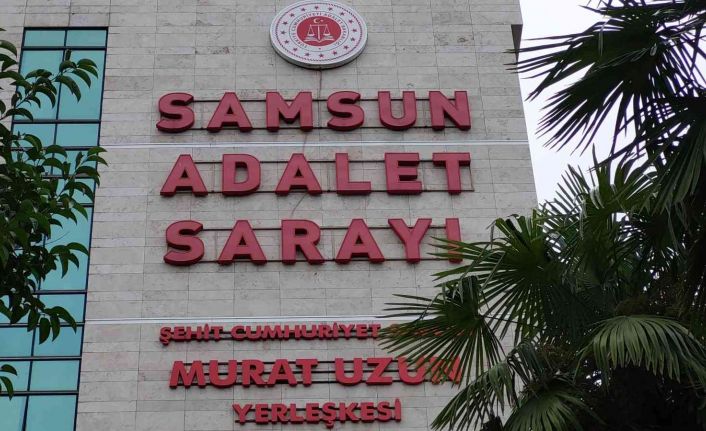 SAMSUN
ADALET
SARAYI
ŞEHİT CUMHURİYET
MURAT UZUN
YERLEŞKESİ